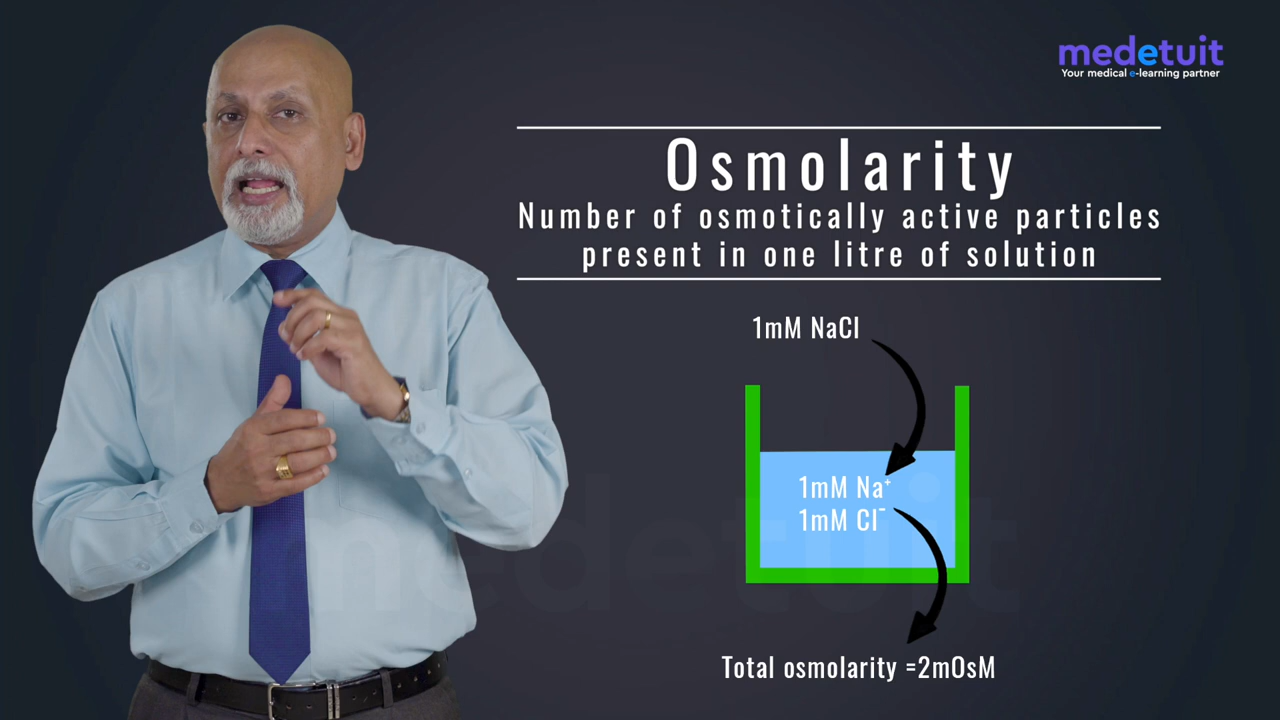 medetuit
Your medical e-learning partner
Osmolarity
Number of osmotically active particles
present in one litre of solution
1mM NaCl
1mM Na⁺
1mM Cl⁻
Total osmolarity =2mOsM
medetuit